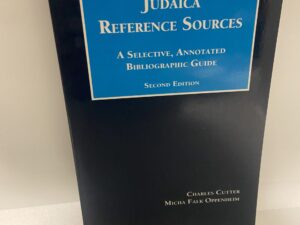 JUDAICA
REFERENCE SOURCES
A SELECTIVE, ANNOTATED
BIBLIOGRAPHIC GUIDE
SECOND EDITION
CHARLES CUTTER
MICHA FALK OPPENHEIM